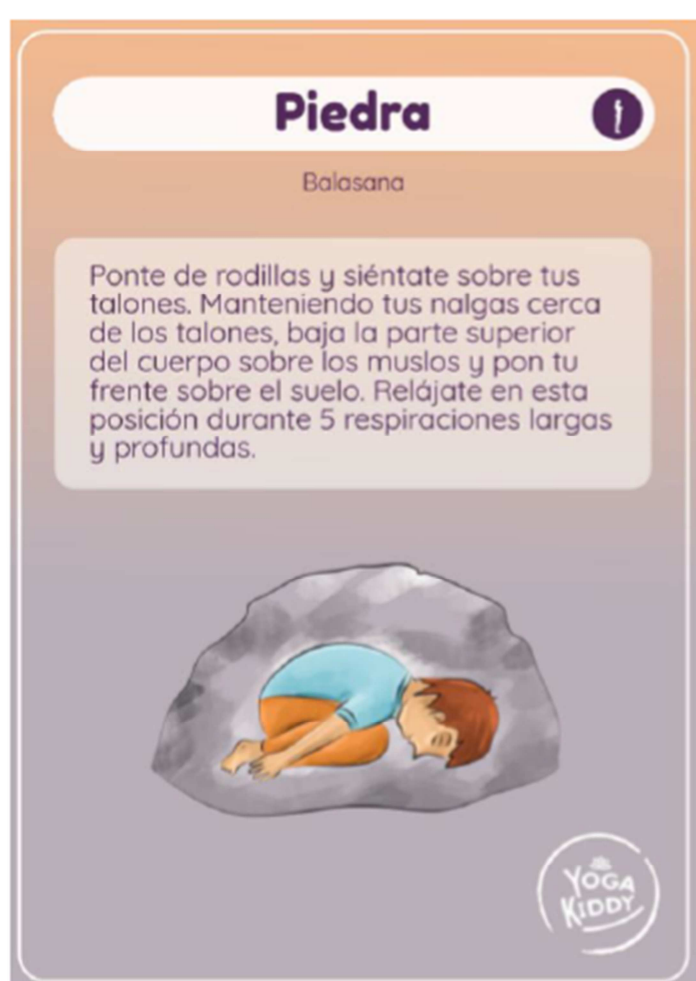 Piedra
Balasana
Ponte de rodillas y siéntate sobre tus
talones. Manteniendo tus nalgas cerca
de los talones, baja la parte superior
del cuerpo sobre los muslos y pon tu
frente sobre el suelo. Relájate en esta
posición durante 5 respiraciones largas
y profundas.
YOGA
KIDDY